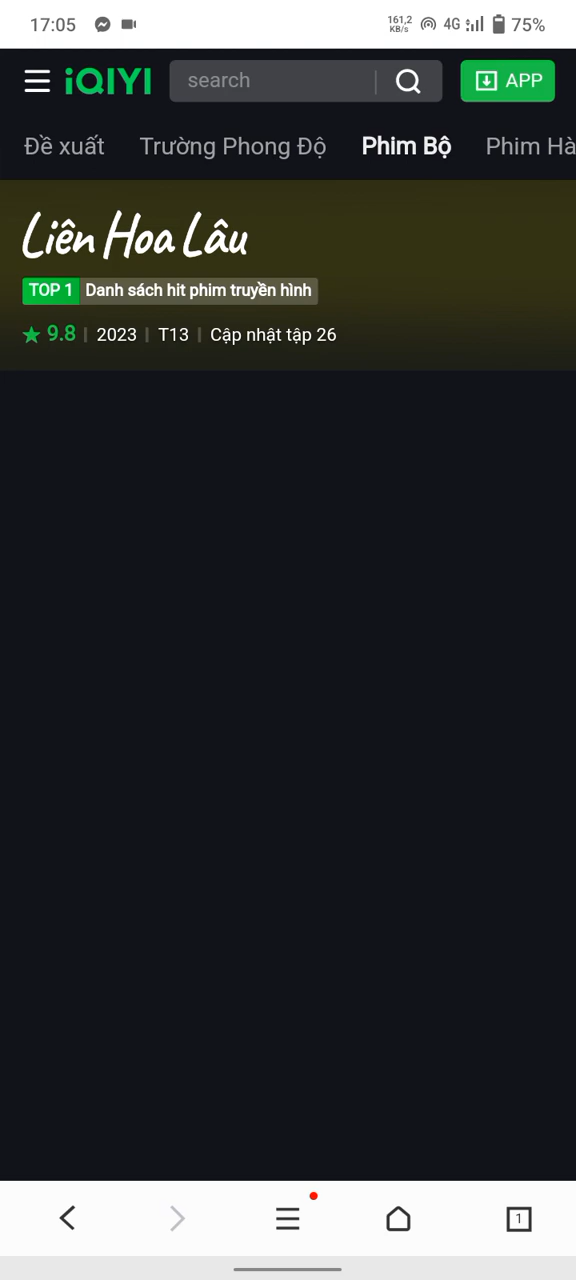 17:05 161,2 KB/s 4G 75%
iQIYI search APP
Đề xuất Trường Phong Độ Phim Bộ Phim Hà
Liên Hoa Lâu
TOP 1 Danh sách hit phim truyền hình
9.8 | 2023 | T13 | Cập nhật tập 26
1